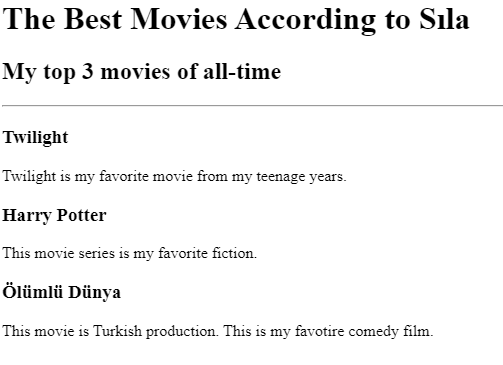 The Best Movies According to Sıla
My top 3 movies of all-time
Twilight
Twilight is my favorite movie from my teenage years.
Harry Potter
This movie series is my favorite fiction.
Ölümlü Dünya
This movie is Turkish production. This is my favotire comedy film.